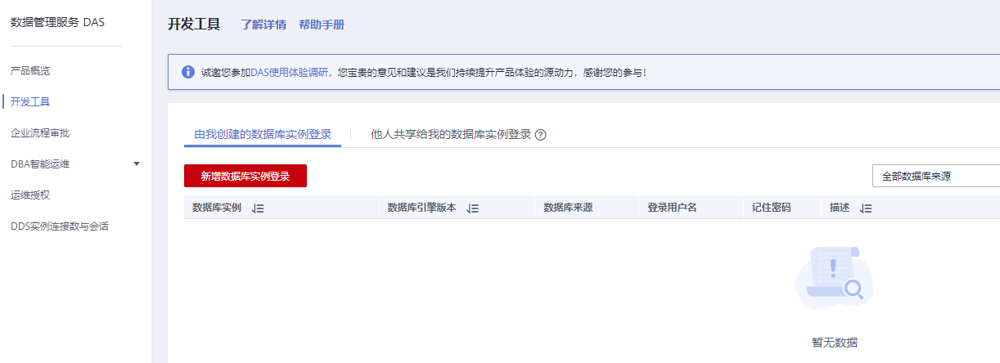 数据管理服务 DAS
产品概览
开发工具
企业流程审批
DBA智能运维
运维授权
DDS实例连接数与会话
开发工具 了解详情 帮助手册
诚邀您参加DAS使用体验调研，您宝贵的意见和建议是我们持续提升产品体验的源动力，感谢您的参与！
由我创建的数据库实例登录 他人共享给我的数据库实例登录
新增数据库实例登录 全部数据库来源
数据库实例 数据库引擎版本 数据库来源 登录用户名 记住密码 描述
暂无数据